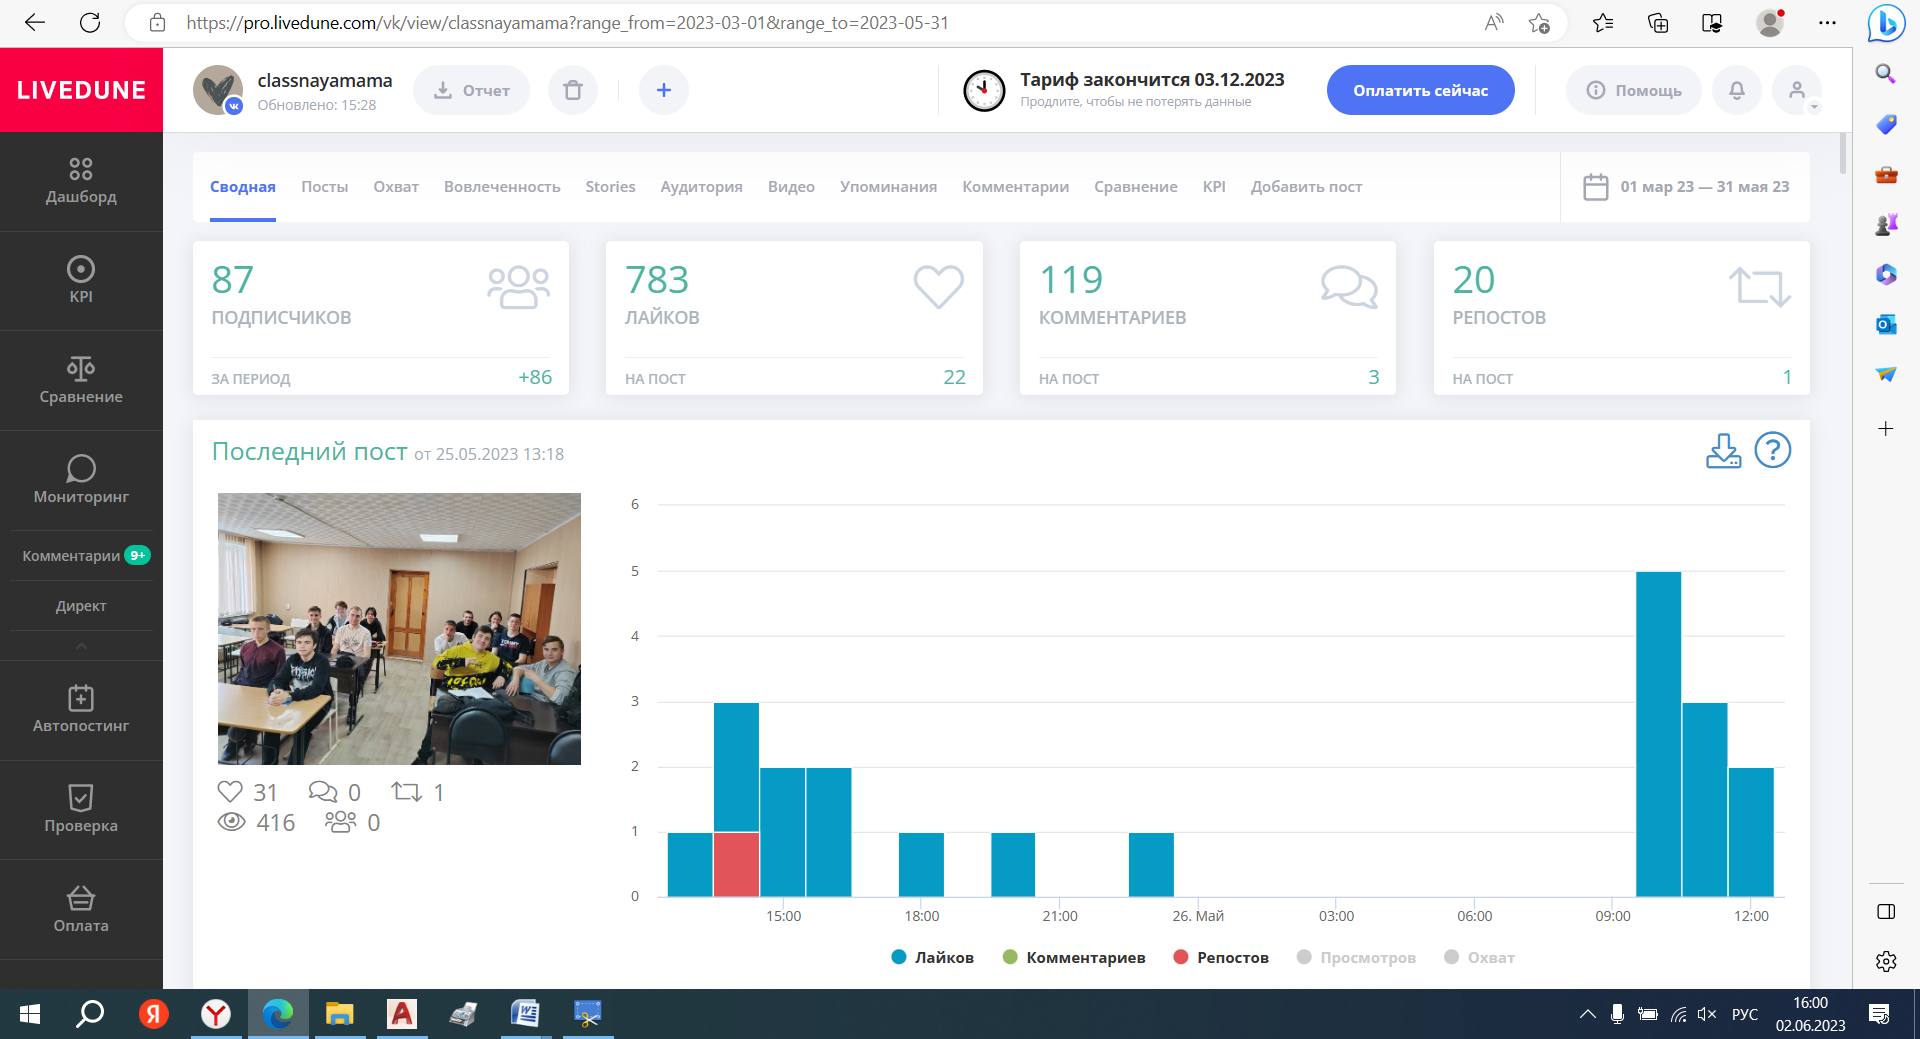 https://pro.livedune.com/vk/view/classnayamama?range_from=2023-03-01&range_to=2023-05-31
LIVEDUNE
classnayamama
Обновлено: 15:28
Отчет
Тариф закончится 03.12.2023
Продлите, чтобы не потерять данные
Оплатить сейчас
Помощь
Дашборд
KPI
Сравнение
Мониторинг
Комментарии 9+
Директ
Автопостинг
Проверка
Оплата
Сводная Посты Охват Вовлеченность Stories Аудитория Видео Упоминания Комментарии Сравнение KPI Добавить пост
01 мар 23 — 31 мая 23
87
ПОДПИСЧИКОВ
ЗА ПЕРИОД +86
783
ЛАЙКОВ
НА ПОСТ 22
119
КОММЕНТАРИЕВ
НА ПОСТ 3
20
РЕПОСТОВ
НА ПОСТ 1
Последний пост от 25.05.2023 13:18
31 0 1
416 0
6
5
4
3
2
1
0
15:00 18:00 21:00 26. Май 03:00 06:00 09:00 12:00
Лайков Комментариев Репостов Просмотров Охват
РУС
16:00
02.06.2023